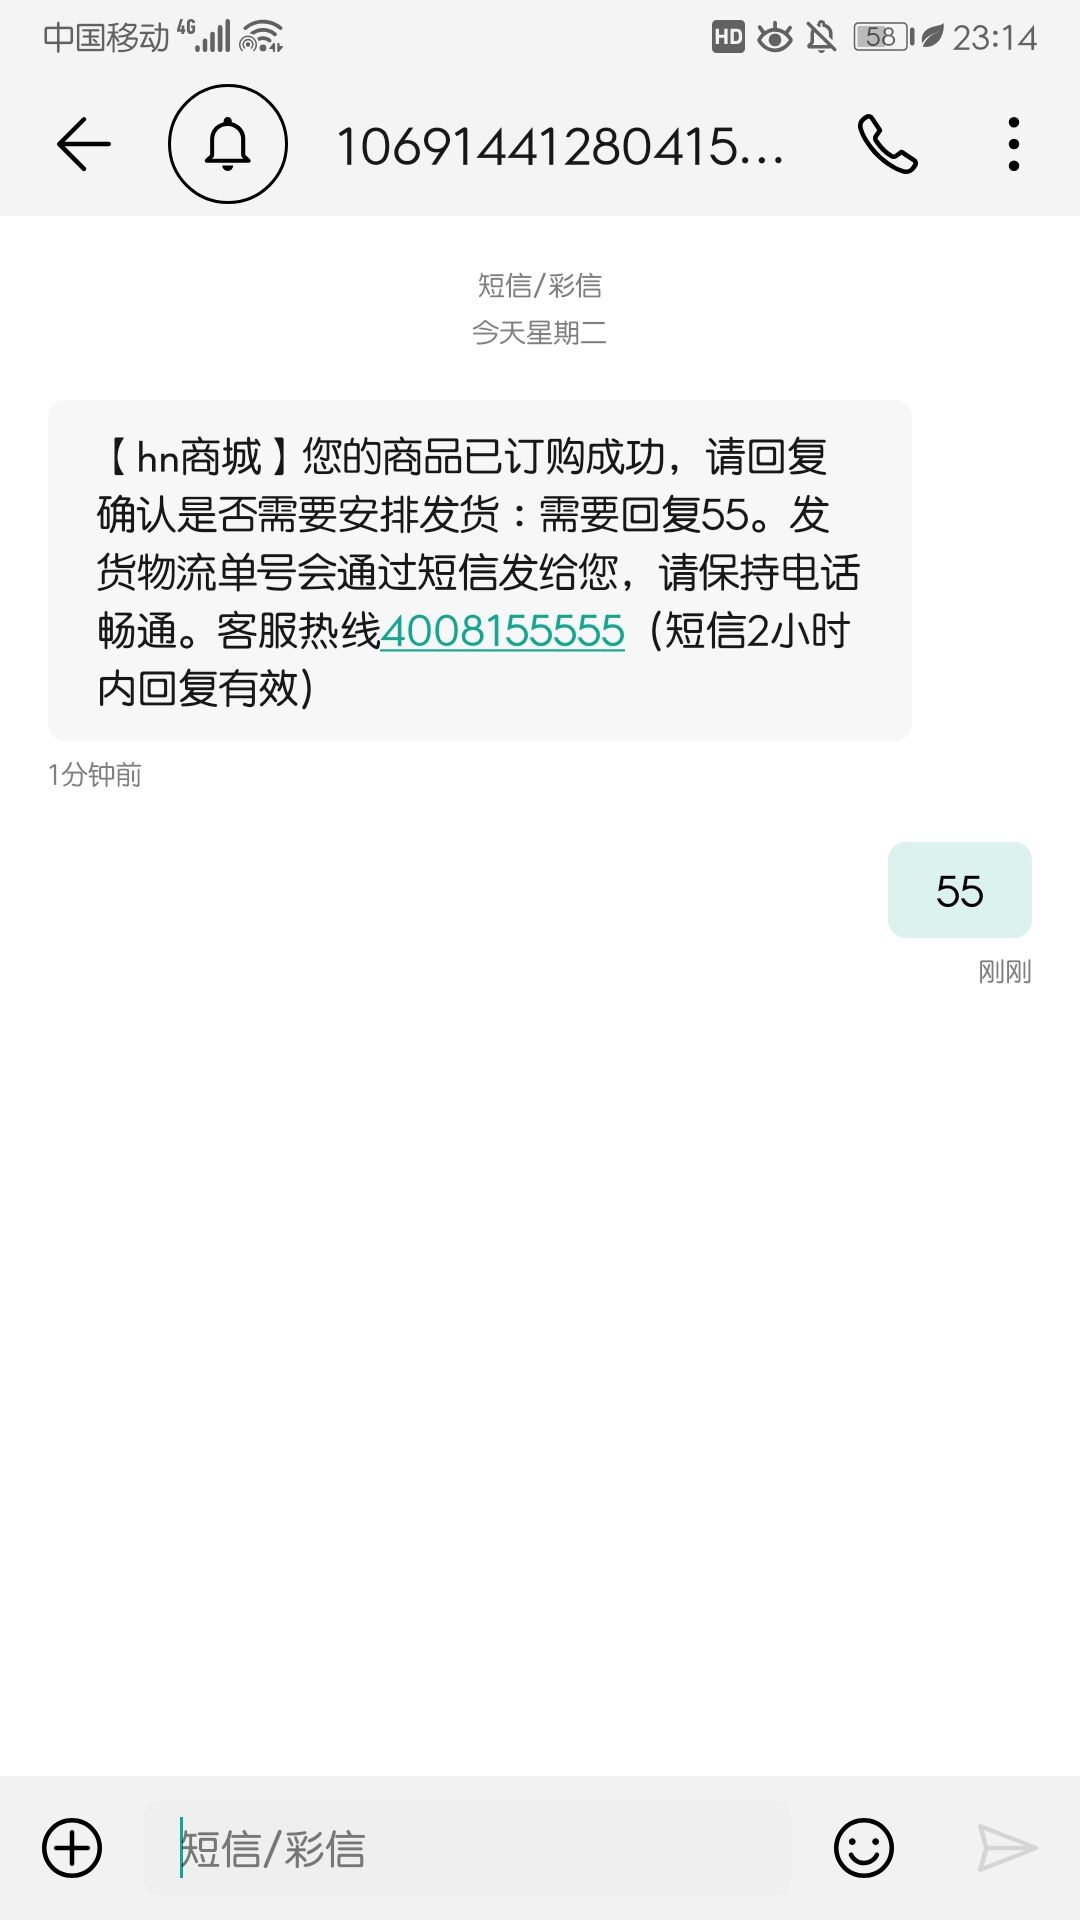 中国移动 4G HD 58 23:14
10691441280415...
短信/彩信
今天星期二
【hn商城】您的商品已订购成功，请回复
确认是否需要安排发货：需要回复55。发
货物流单号会通过短信发给您，请保持电话
畅通。客服热线4008155555（短信2小时
内回复有效）
1分钟前
55
刚刚
短信/彩信